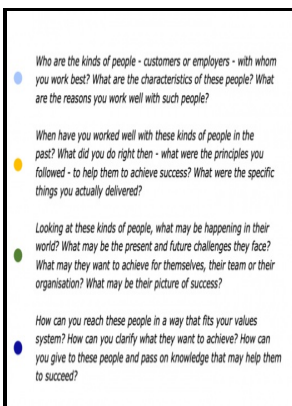 Who are the kinds of people - customers or employers - with whom
you work best? What are the characteristics of these people? What
are the reasons you work well with such people?
When have you worked well with these kinds of people in the
past? What did you do right then - what were the principles you
followed - to help them to achieve success? What were the specific
things you actually delivered?
Looking at these kinds of people, what may be happening in their
world? What may be the present and future challenges they face?
What may they want to achieve for themselves, their team or their
organisation? What may be their picture of success?
How can you reach these people in a way that fits your values
system? How can you clarify what they want to achieve? How can
you give to these people and pass on knowledge that may help them
to succeed?